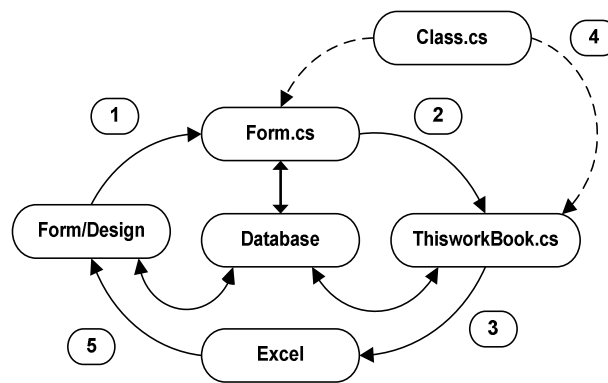 Class.cs
4
1
2
Form.cs
Form/Design
Database
ThisworkBook.cs
3
5
Excel